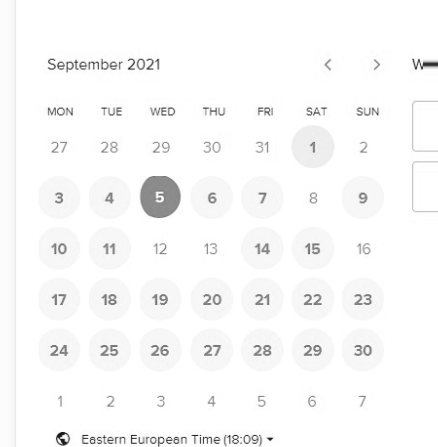 September 2021
MON TUE WED THU FRI SAT SUN
27 28 29 30 31 1 2
3 4 5 6 7 8 9
10 11 12 13 14 15 16
17 18 19 20 21 22 23
24 25 26 27 28 29 30
1 2 3 4 5 6 7
Eastern European Time (18:09)